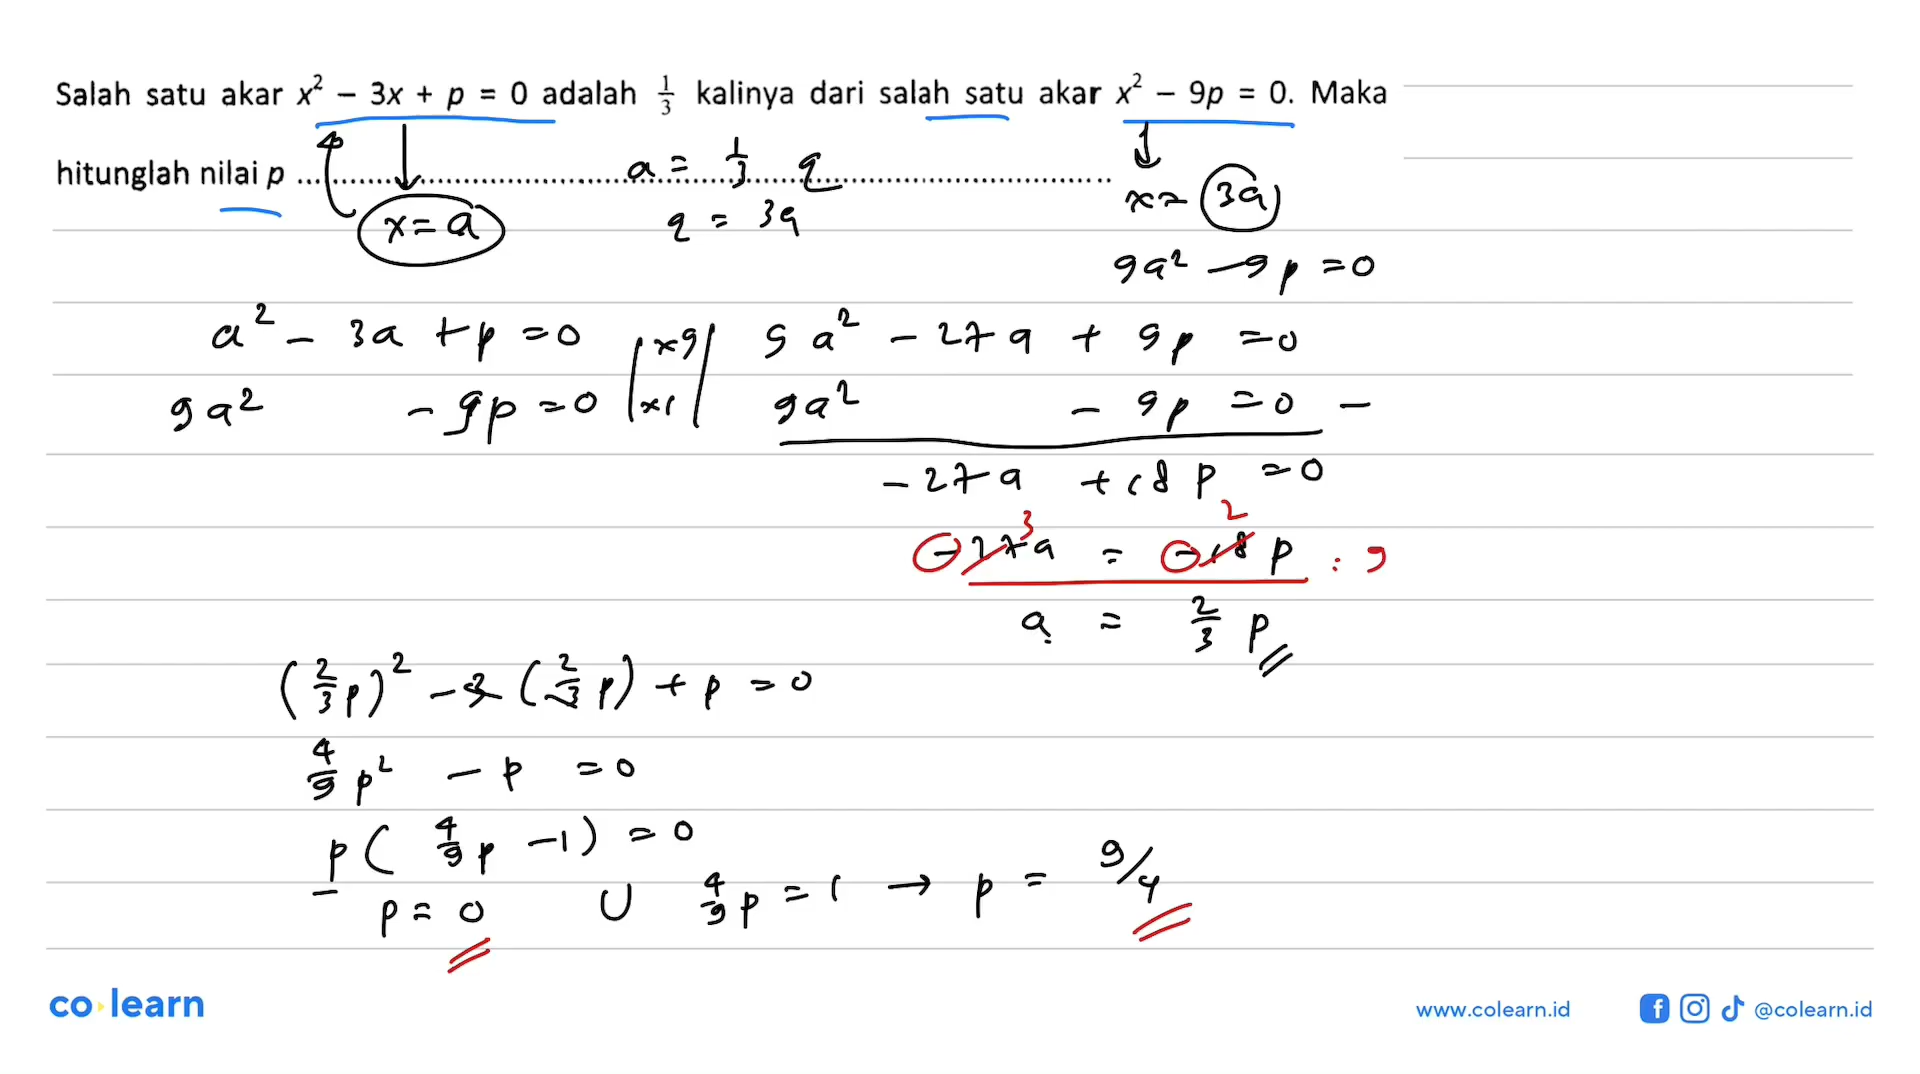 Salah satu akar x² − 3x + p = 0 adalah 1/3 kalinya dari salah satu akar x² − 9p = 0. Maka
hitunglah nilai p ....................................................................................................
a = 1/3 q
x = a
q = 3a
x = 3a
9a² − 9p = 0
a² − 3a + p = 0 | x9 | 9a² − 27a + 9p = 0
9a² − 9p = 0 | x1 | 9a² − 9p = 0 −
−27a + 18p = 0
−27a = −18p : 9
3 2
a = 2/3 p
(2/3 p)² − 3 (2/3 p) + p = 0
4/9 p² − p = 0
p ( 4/9 p − 1) = 0
p = 0 U 4/9 p = 1 → p = 9/4
co learn
www.colearn.id
@colearn.id